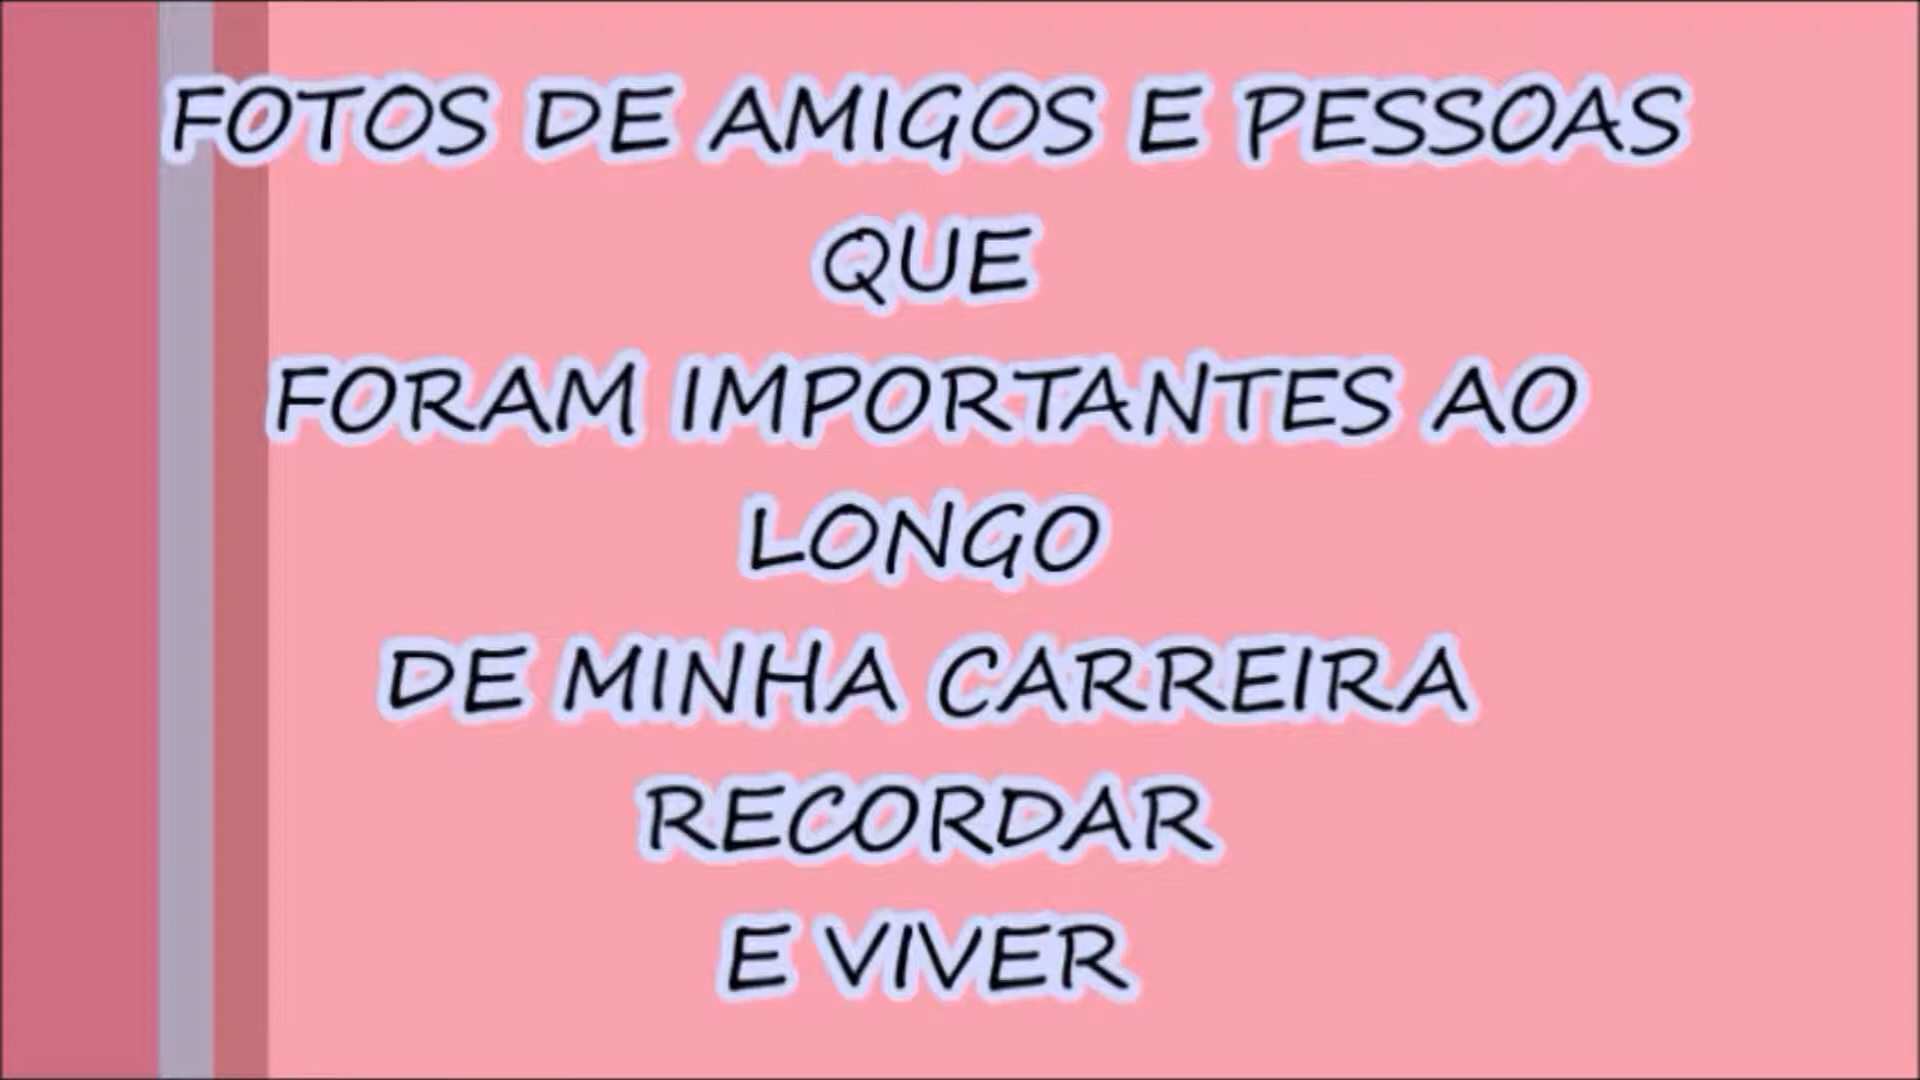 FOTOS DE AMIGOS E PESSOAS
QUE
FORAM IMPORTANTES AO
LONGO
DE MINHA CARREIRA
RECORDAR
E VIVER